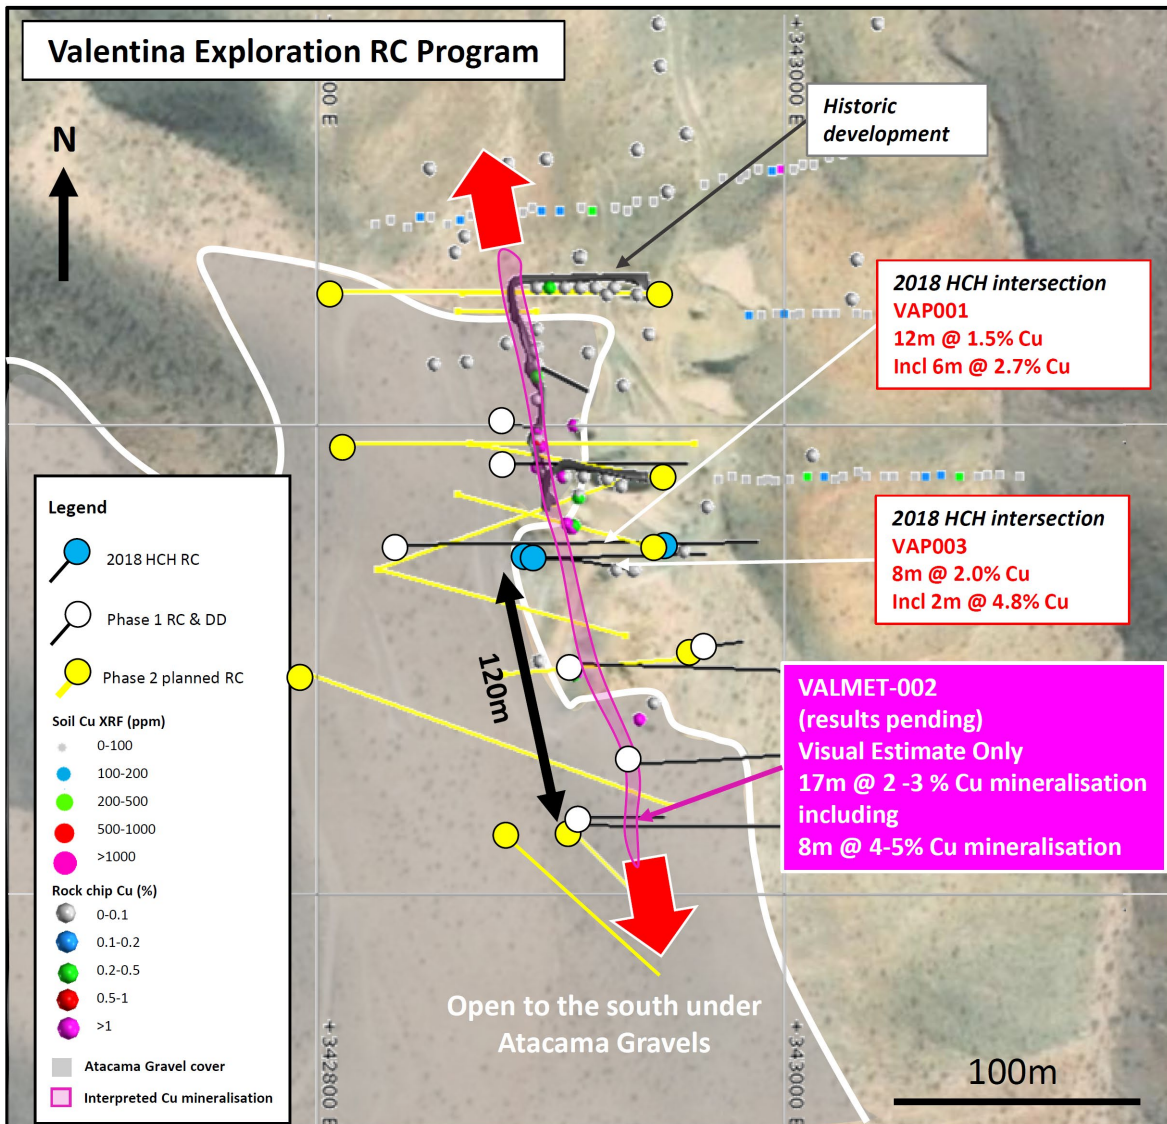 Valentina Exploration RC Program
N
00 E
+343000 E
Historic
development
2018 HCH intersection
VAP001
12m @ 1.5% Cu
Incl 6m @ 2.7% Cu
2018 HCH intersection
VAP003
8m @ 2.0% Cu
Incl 2m @ 4.8% Cu
120m
VALMET-002
(results pending)
Visual Estimate Only
17m @ 2 -3 % Cu mineralisation
including
8m @ 4-5% Cu mineralisation
Legend
2018 HCH RC
Phase 1 RC & DD
Phase 2 planned RC
Soil Cu XRF (ppm)
0-100
100-200
200-500
500-1000
>1000
Rock chip Cu (%)
0-0.1
0.1-0.2
0.2-0.5
0.5-1
>1
Atacama Gravel cover
Interpreted Cu mineralisation
Open to the south under
Atacama Gravels
+342800 E
+343000 E
100m